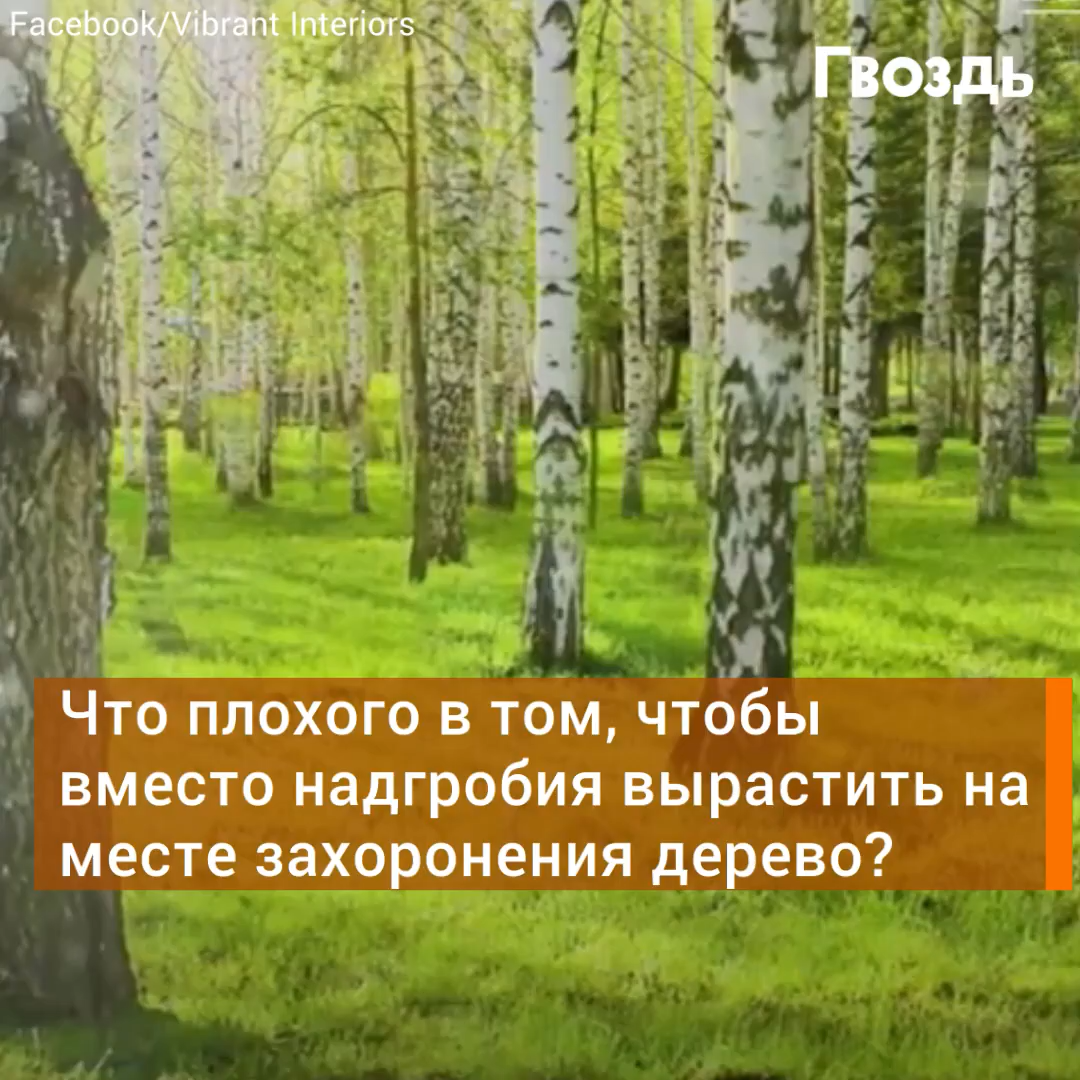 Facebook/Vibrant Interiors
Гвоздь
Что плохого в том, чтобы
вместо надгробия вырастить на
месте захоронения дерево?